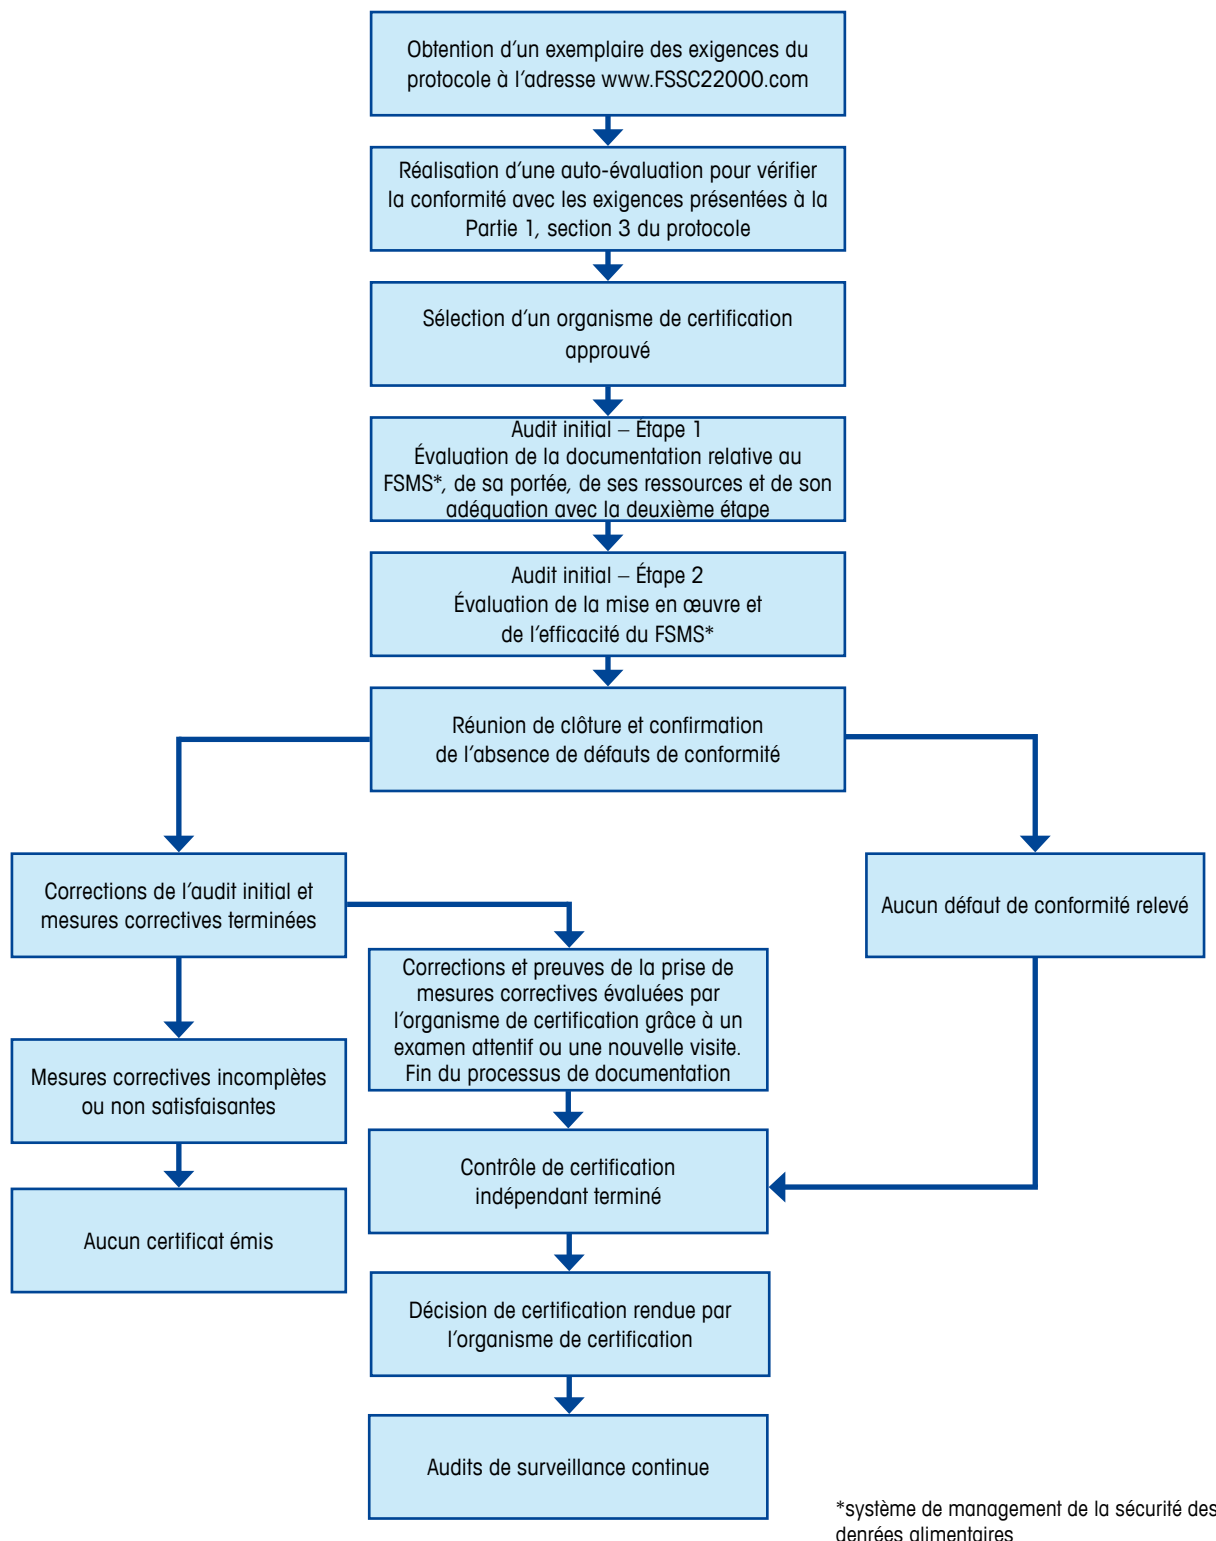 Obtention d'un exemplaire des exigences du
protocole à l'adresse www.FSSC22000.com
Réalisation d'une auto-évaluation pour vérifier
la conformité avec les exigences présentées à la
Partie 1, section 3 du protocole
Sélection d'un organisme de certification
approuvé
Audit initial – Étape 1
Évaluation de la documentation relative au
FSMS*, de sa portée, de ses ressources et de son
adéquation avec la deuxième étape
Audit initial – Étape 2
Évaluation de la mise en œuvre et
de l'efficacité du FSMS*
Réunion de clôture et confirmation
de l'absence de défauts de conformité
Corrections de l'audit initial et
mesures correctives terminées
Aucun défaut de conformité relevé
Corrections et preuves de la prise de
mesures correctives évaluées par
l'organisme de certification grâce à un
examen attentif ou une nouvelle visite.
Fin du processus de documentation
Mesures correctives incomplètes
ou non satisfaisantes
Contrôle de certification
indépendant terminé
Aucun certificat émis
Décision de certification rendue par
l'organisme de certification
Audits de surveillance continue
*système de management de la sécurité des
denrées alimentaires